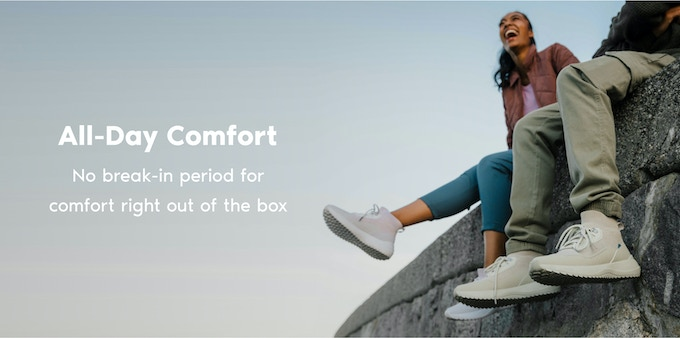 All-Day Comfort
No break-in period for
comfort right out of the box